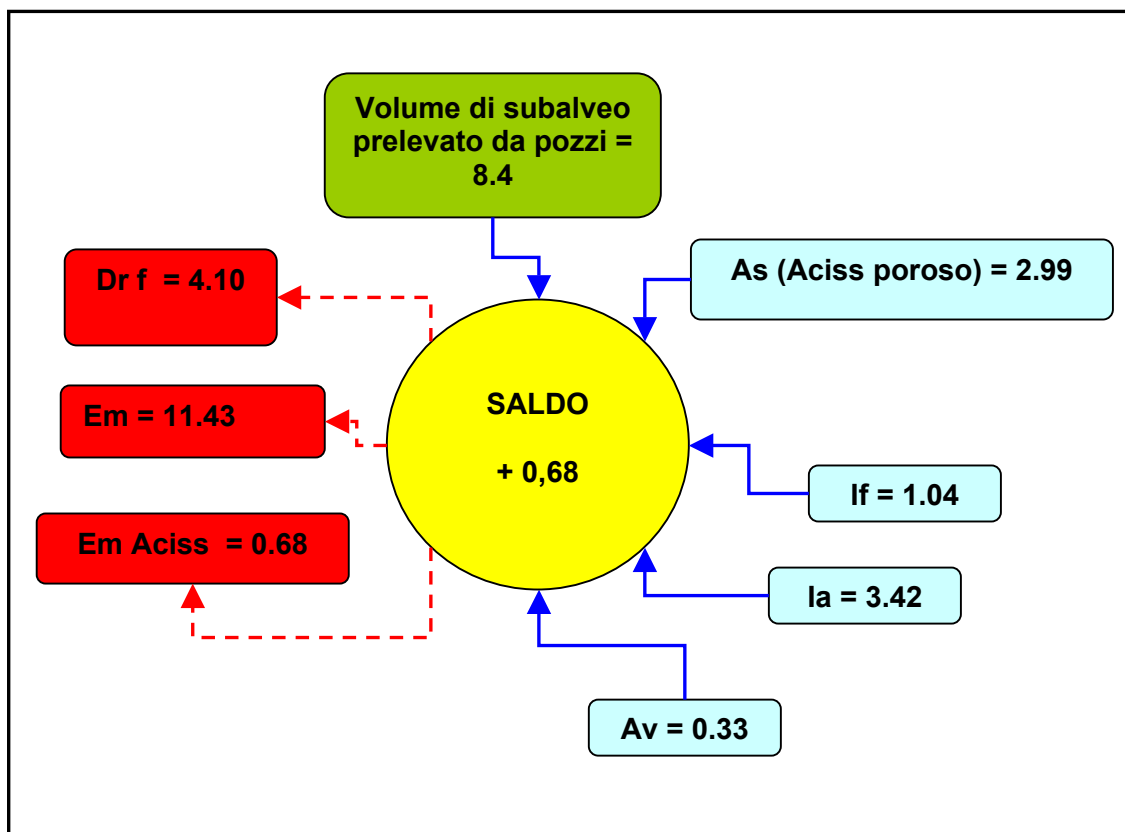 Volume di subalveo
prelevato da pozzi =
8.4
Dr f = 4.10
As (Aciss poroso) = 2.99
Em = 11.43
SALDO
+ 0,68
If = 1.04
Em Aciss = 0.68
Ia = 3.42
Av = 0.33